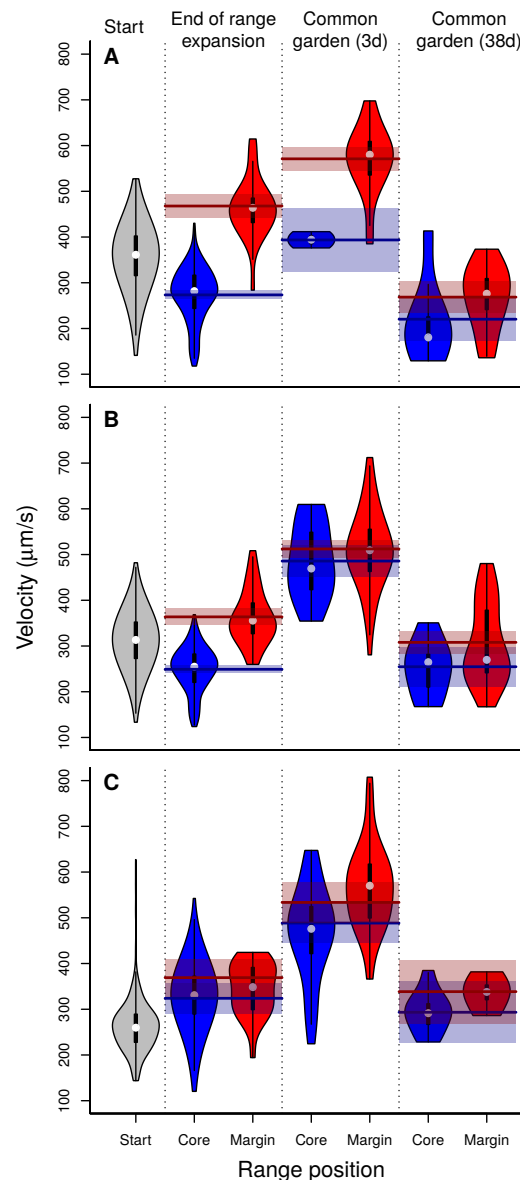 Start
End of range
expansion
Common
garden (3d)
Common
garden (38d)
A
800
700
600
500
400
300
200
100
B
800
700
600
500
400
300
200
100
C
800
700
600
500
400
300
200
100
Velocity (μm/s)
Start Core Margin Core Margin Core Margin
Range position